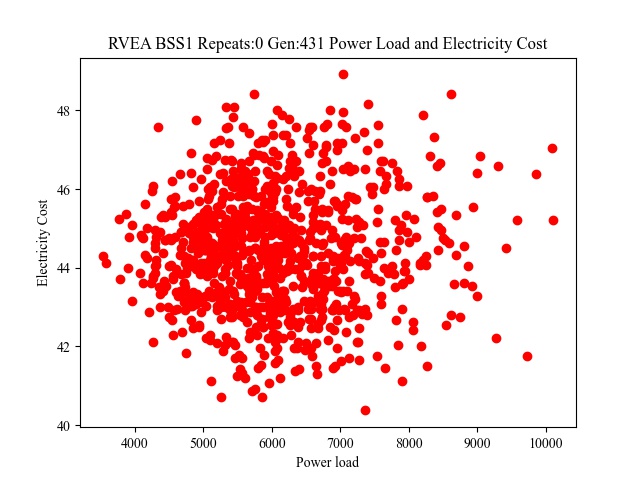 RVEA BSS1 Repeats:0 Gen:431 Power Load and Electricity Cost
48
46
44
42
40
Electricity Cost
4000 5000 6000 7000 8000 9000 10000
Power load